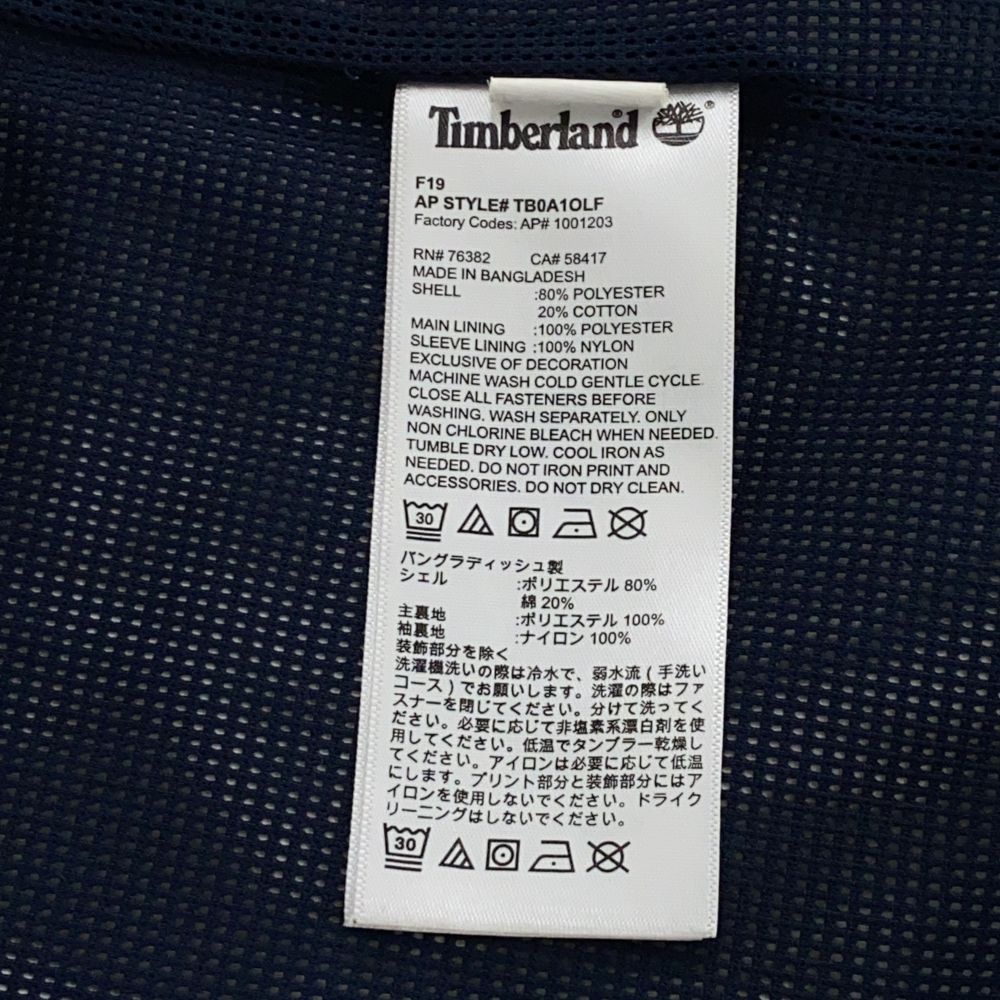 Timberland ®
F19
AP STYLE# TB0A1OLF
Factory Codes: AP# 1001203
RN# 76382 CA# 58417
MADE IN BANGLADESH
SHELL :80% POLYESTER
20% COTTON
MAIN LINING :100% POLYESTER
SLEEVE LINING :100% NYLON
EXCLUSIVE OF DECORATION
MACHINE WASH COLD GENTLE CYCLE.
CLOSE ALL FASTENERS BEFORE
WASHING. WASH SEPARATELY. ONLY
NON CHLORINE BLEACH WHEN NEEDED.
TUMBLE DRY LOW. COOL IRON AS
NEEDED. DO NOT IRON PRINT AND
ACCESSORIES. DO NOT DRY CLEAN.
30
バングラディッシュ製
シェル :ポリエステル 80%
綿 20%
主裏地 :ポリエステル 100%
袖裏地 :ナイロン 100%
装飾部分を除く
洗濯機洗いの際は冷水で、弱水流 ( 手洗い
コース ) でお願いします。洗濯の際はファ
スナーを閉じてください。分けて洗ってく
ださい。必要に応じて非塩素系漂白剤を使
用してください。低温でタンブラー乾燥し
てください。アイロンは必要に応じて低温
にします。プリント部分と装飾部分にはア
イロンを使用しないでください。ドライク
リーニングはしないでください。
30